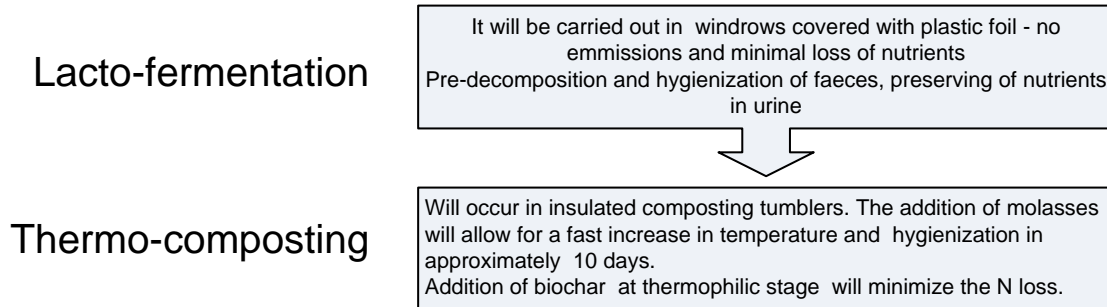 Lacto-fermentation
It will be carried out in  windrows covered with plastic foil - no
emmissions and minimal loss of nutrients
Pre-decomposition and hygienization of faeces, preserving of nutrients
in urine
Thermo-composting
Will occur in insulated composting tumblers. The addition of molasses
will allow for a fast increase in temperature and  hygienization in
approximately  10 days.
Addition of biochar  at thermophilic stage  will minimize the N loss.